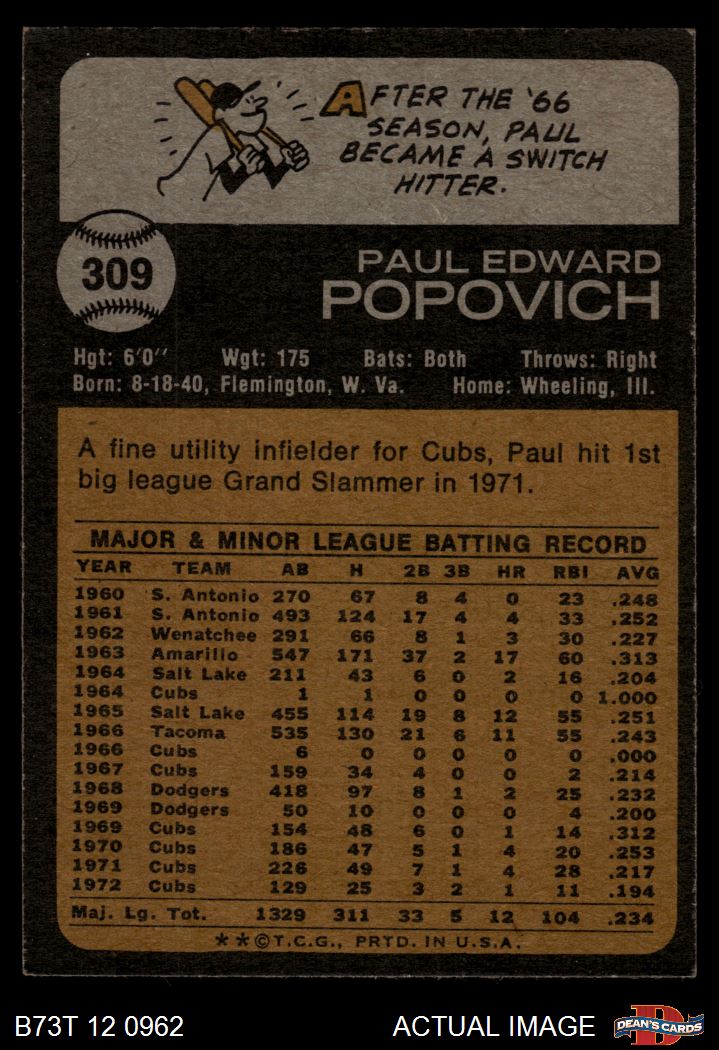 AFTER THE '66
SEASON, PAUL
BECAME A SWITCH
HITTER.
309
PAUL EDWARD
POPOVICH
Hgt: 6'0" Wgt: 175 Bats: Both Throws: Right
Born: 8-18-40, Flemington, W. Va. Home: Wheeling, Ill.
A fine utility infielder for Cubs, Paul hit 1st
big league Grand Slammer in 1971.
MAJOR & MINOR LEAGUE BATTING RECORD
YEAR TEAM AB H 2B 3B HR RBI AVG
1960 S. Antonio 270 67 8 4 0 23 .248
1961 S. Antonio 493 124 17 4 4 33 .252
1962 Wenatchee 291 66 8 1 3 30 .227
1963 Amarillo 547 171 37 2 17 60 .313
1964 Salt Lake 211 43 6 0 2 16 .204
1964 Cubs 1 1 0 0 0 0 1.000
1965 Salt Lake 455 114 19 8 12 55 .251
1966 Tacoma 535 130 21 6 11 55 .243
1966 Cubs 6 0 0 0 0 0 .000
1967 Cubs 159 34 4 0 0 2 .214
1968 Dodgers 418 97 8 1 2 25 .232
1969 Dodgers 50 10 0 0 0 4 .200
1969 Cubs 154 48 6 0 1 14 .312
1970 Cubs 186 47 5 1 4 20 .253
1971 Cubs 226 49 7 1 4 28 .217
1972 Cubs 129 25 3 2 1 11 .194
Maj. Lg. Tot. 1329 311 33 5 12 104 .234
**©T.C.G., PRTD. IN U.S.A.
B73T 12 0962 ACTUAL IMAGE DEAN'S CARDS